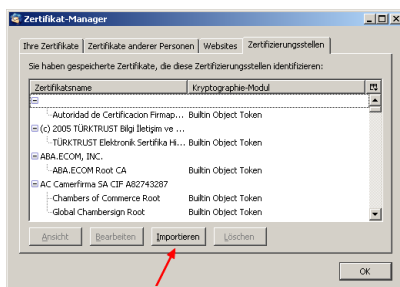 Zertifikat-Manager
Ihre Zertifikate Zertifikate anderer Personen Websites Zertifizierungsstellen
Sie haben gespeicherte Zertifikate, die diese Zertifizierungsstellen identifizieren:
Zertifikatsname Kryptographie-Modul
Autoridad de Certificacion Firmap... Builtin Object Token
(c) 2005 TÜRKTRUST Bilgi İletişim ve ...
TÜRKTRUST Elektronik Sertifika Hi... Builtin Object Token
ABA.ECOM, INC.
ABA.ECOM Root CA Builtin Object Token
AC Camerfirma SA CIF A82743287
Chambers of Commerce Root Builtin Object Token
Global Chambersign Root Builtin Object Token
Ansicht Bearbeiten Importieren Löschen
OK